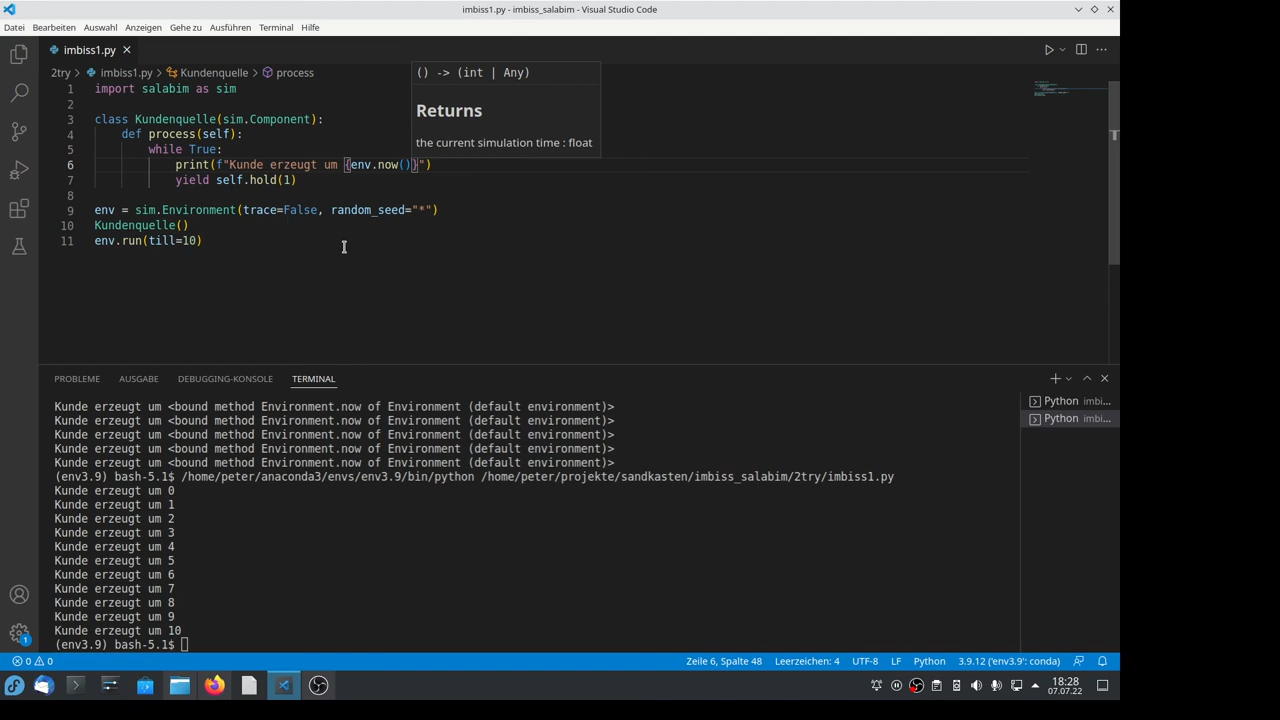 imbiss1.py - imbiss_salabim - Visual Studio Code
Datei Bearbeiten Auswahl Anzeigen Gehe zu Ausführen Terminal Hilfe
imbiss1.py
2try > imbiss1.py > Kundenquelle > process
() -> (int | Any)
Returns
the current simulation time : float
1 import salabim as sim
2
3 class Kundenquelle(sim.Component):
4 def process(self):
5 while True:
6 print(f"Kunde erzeugt um {env.now()}")
7 yield self.hold(1)
8
9 env = sim.Environment(trace=False, random_seed="*")
10 Kundenquelle()
11 env.run(till=10)
PROBLEME AUSGABE DEBUGGING-KONSOLE TERMINAL
Kunde erzeugt um <bound method Environment.now of Environment (default environment)>
Kunde erzeugt um <bound method Environment.now of Environment (default environment)>
Kunde erzeugt um <bound method Environment.now of Environment (default environment)>
Kunde erzeugt um <bound method Environment.now of Environment (default environment)>
Kunde erzeugt um <bound method Environment.now of Environment (default environment)>
(env3.9) bash-5.1$ /home/peter/anaconda3/envs/env3.9/bin/python /home/peter/projekte/sandkasten/imbiss_salabim/2try/imbiss1.py
Kunde erzeugt um 0
Kunde erzeugt um 1
Kunde erzeugt um 2
Kunde erzeugt um 3
Kunde erzeugt um 4
Kunde erzeugt um 5
Kunde erzeugt um 6
Kunde erzeugt um 7
Kunde erzeugt um 8
Kunde erzeugt um 9
Kunde erzeugt um 10
(env3.9) bash-5.1$
Python imbi...
Python imbi...
1
0 0
Zeile 6, Spalte 48 Leerzeichen: 4 UTF-8 LF Python 3.9.12 ('env3.9': conda)
18:28
07.07.22